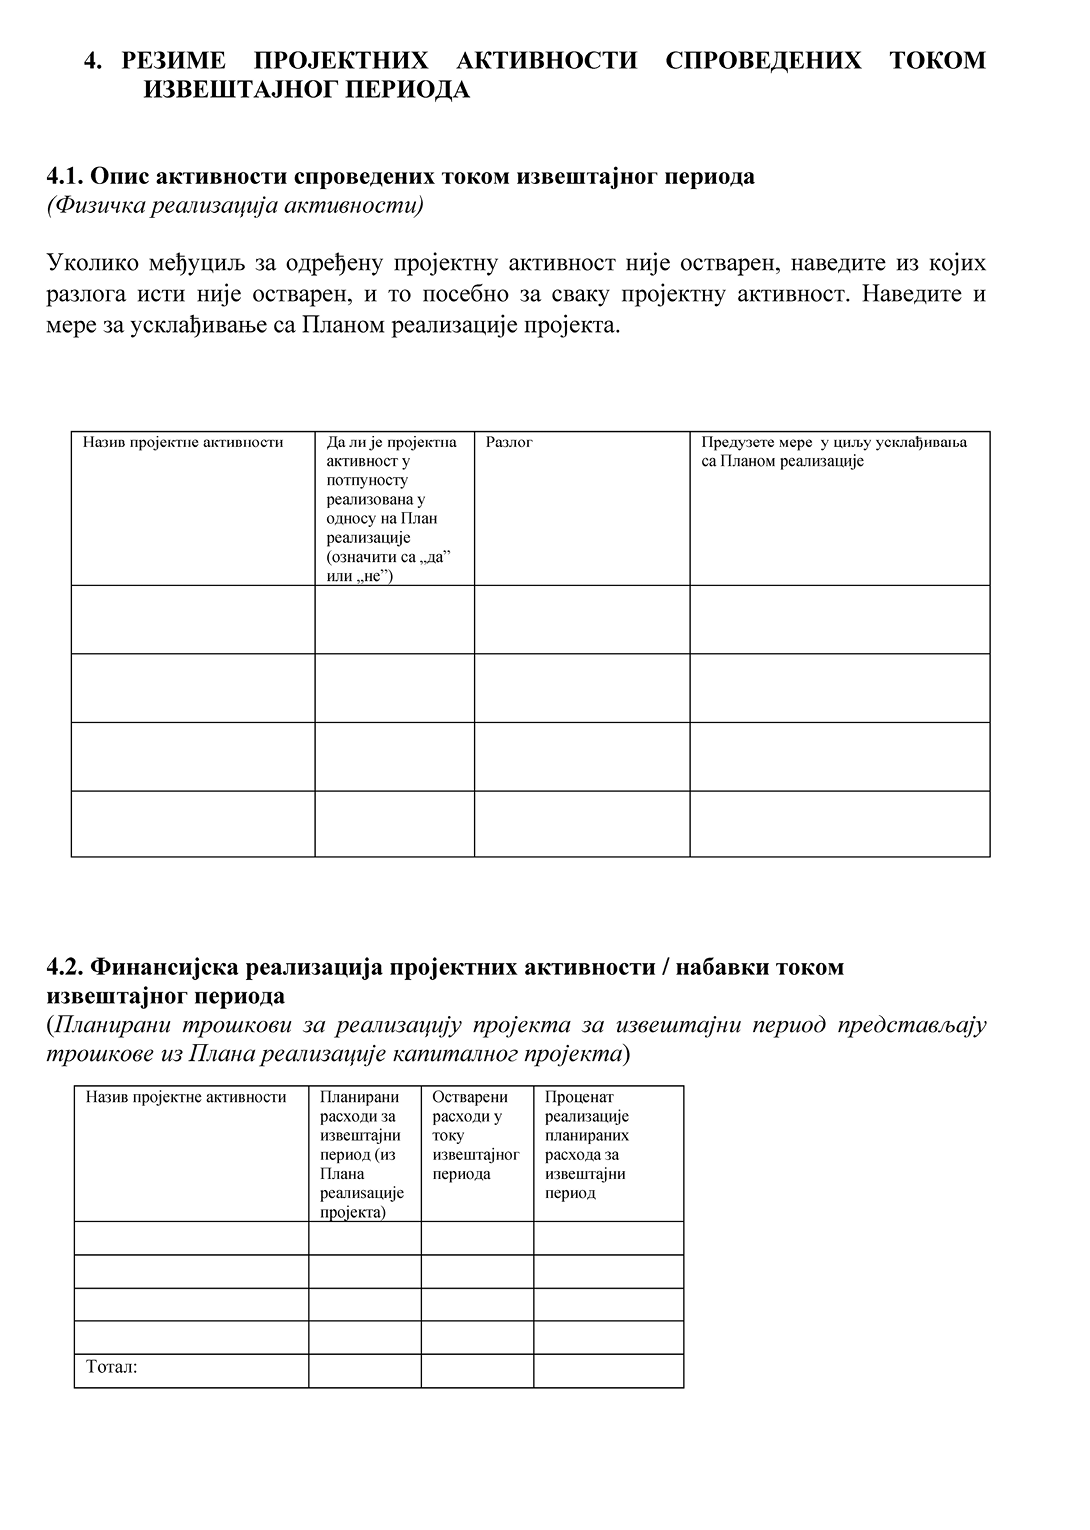 4. РЕЗИМЕ ПРОЈЕКТНИХ АКТИВНОСТИ СПРОВЕДЕНИХ ТОКОМ
ИЗВЕШТАЈНОГ ПЕРИОДА
4.1. Опис активности спроведених током извештајног периода
(Физичка реализација активности)
Уколико међуциљ за одређену пројектну активност није остварен, наведите из којих
разлога исти није остварен, и то посебно за сваку пројектну активност. Наведите и
мере за усклађивање са Планом реализације пројекта.
Назив пројектне активности
Да ли је пројектна
активност у
потпуности
реализована у
односу на План
реализације
(означити са „да”
или „не”)
Разлог
Предузете мере у циљу усклађивања
са Планом реализације
4.2. Финансијска реализација пројектних активности / набавки током
извештајног периода
(Планирани трошкови за реализацију пројекта за извештајни период представљају
трошкове из Плана реализације капиталног пројекта)
Назив пројектне активности
Планирани
расходи за
извештајни
период (из
Плана
реалиѕације
пројекта)
Остварени
расходи у
току
извештајног
периода
Проценат
реализације
планираних
расхода за
извештајни
период
Тотал: